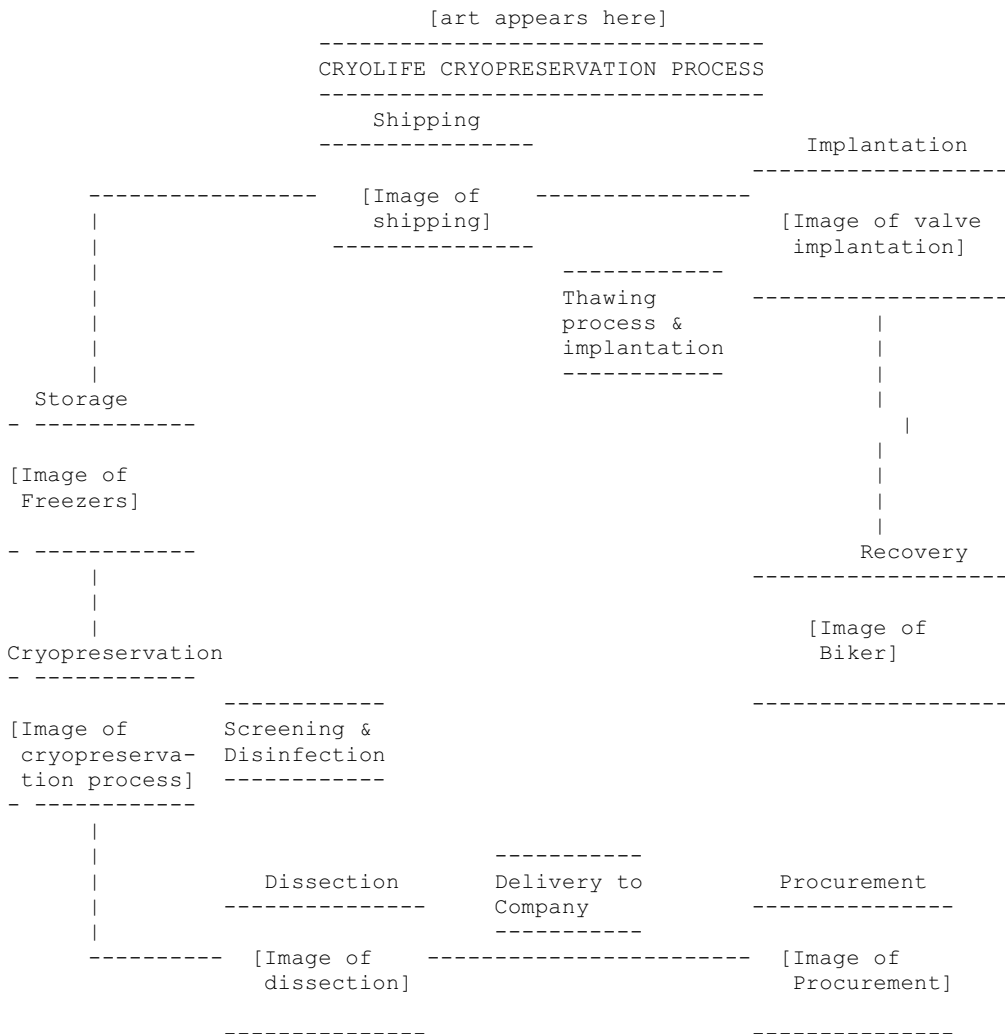 [art appears here]
---------------------------------
CRYOLIFE CRYOPRESERVATION PROCESS
---------------------------------
Shipping
---------------- Implantation
-------------------
----------------- [Image of ----------------
| shipping] [Image of valve
| --------------- implantation]
| ------------
| Thawing -------------------
| process & |
| implantation |
| ------------ |
Storage |
- ------------ |
|
[Image of |
Freezers] |
|
- ------------ Recovery
| -------------------
|
| [Image of
Cryopreservation Biker]
- ------------
------------ -------------------
[Image of Screening &
cryopreserva- Disinfection
tion process] ------------
- ------------
|
| -----------
| Dissection Delivery to Procurement
| --------------- Company ---------------
| -----------
---------- [Image of ------------------------ [Image of
dissection] Procurement]
--------------- ---------------